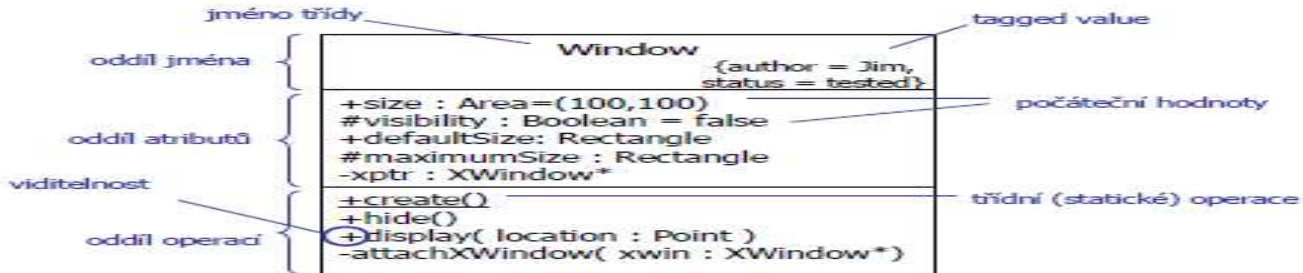 jméno třídy
tagged value
oddíl jména
Window
{author = Jim,
status = tested}
+size : Area=(100,100)
počáteční hodnoty
#visibility : Boolean = false
oddíl atributů
+defaultSize: Rectangle
#maximumSize : Rectangle
-xptr : XWindow*
viditelnost
+create()
třídní (statické) operace
+hide()
oddíl operací
+display( location : Point )
-attachXWindow( xwin : XWindow*)